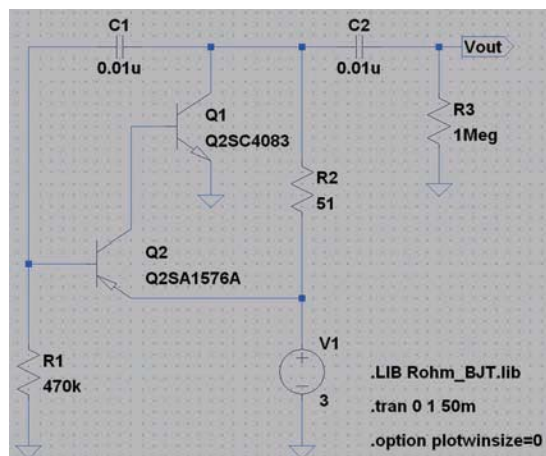 C1
0.01u
C2
0.01u
Vout
Q1
Q2SC4083
R3
1Meg
R2
51
Q2
Q2SA1576A
R1
470k
V1
3
.LIB Rohm_BJT.lib
.tran 0 1 50m
.option plotwinsize=0